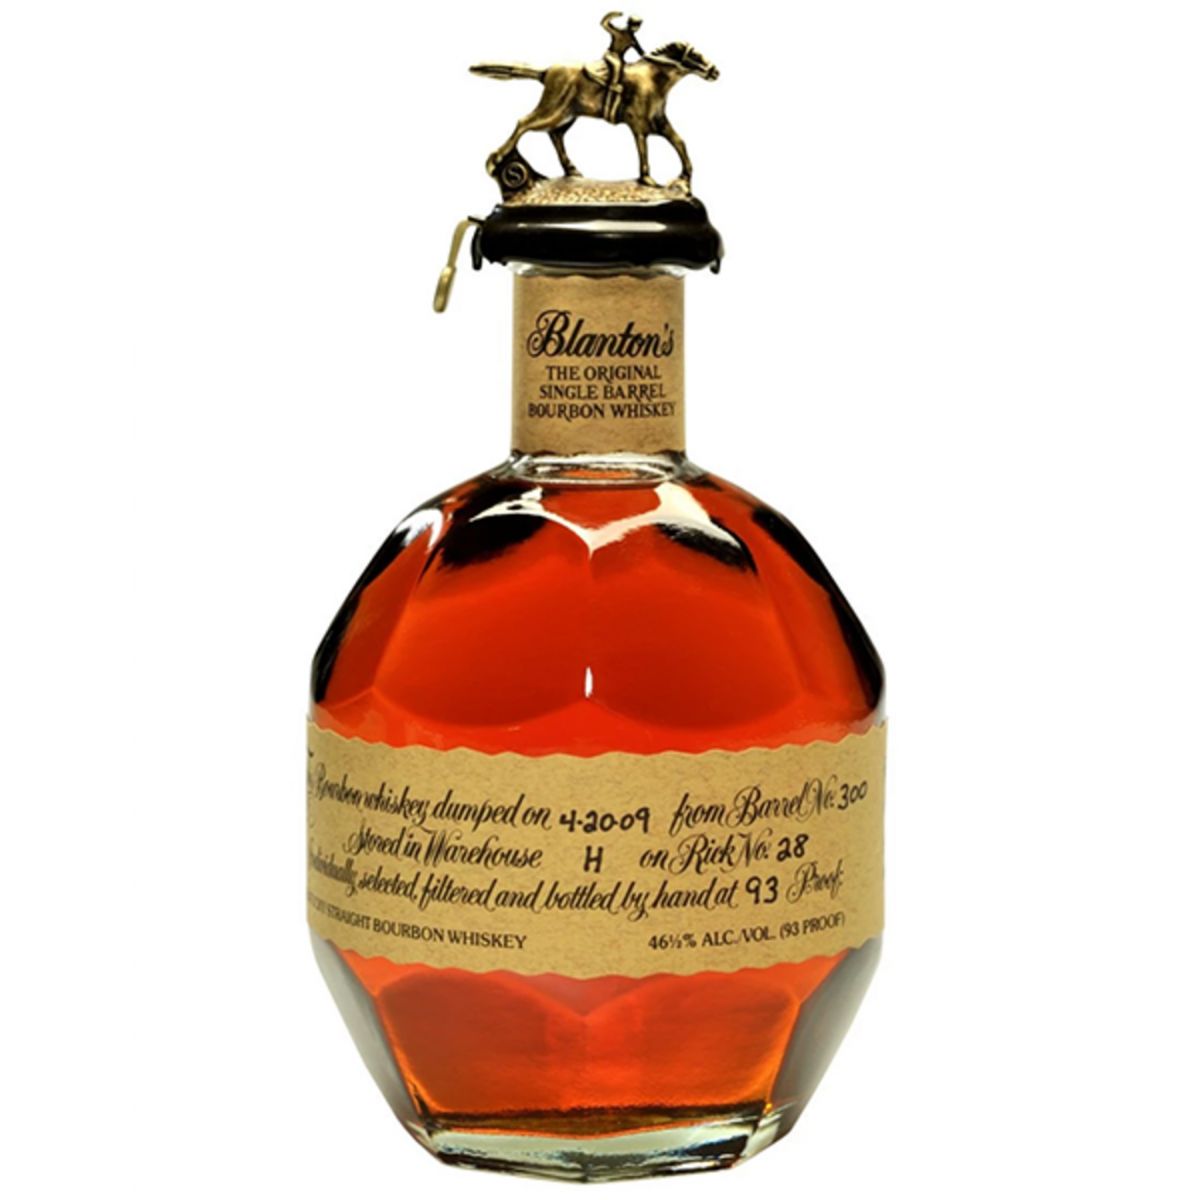 S
Blanton's
THE ORIGINAL
SINGLE BARREL
BOURBON WHISKEY
Bourbon whiskey dumped on 4-20-09 from Barrel No. 300
Stored in Warehouse H on Rick No. 28
Individually selected, filtered and bottled by hand at 93 Proof.
STRAIGHT BOURBON WHISKEY 46½% ALC./VOL. (93 PROOF)